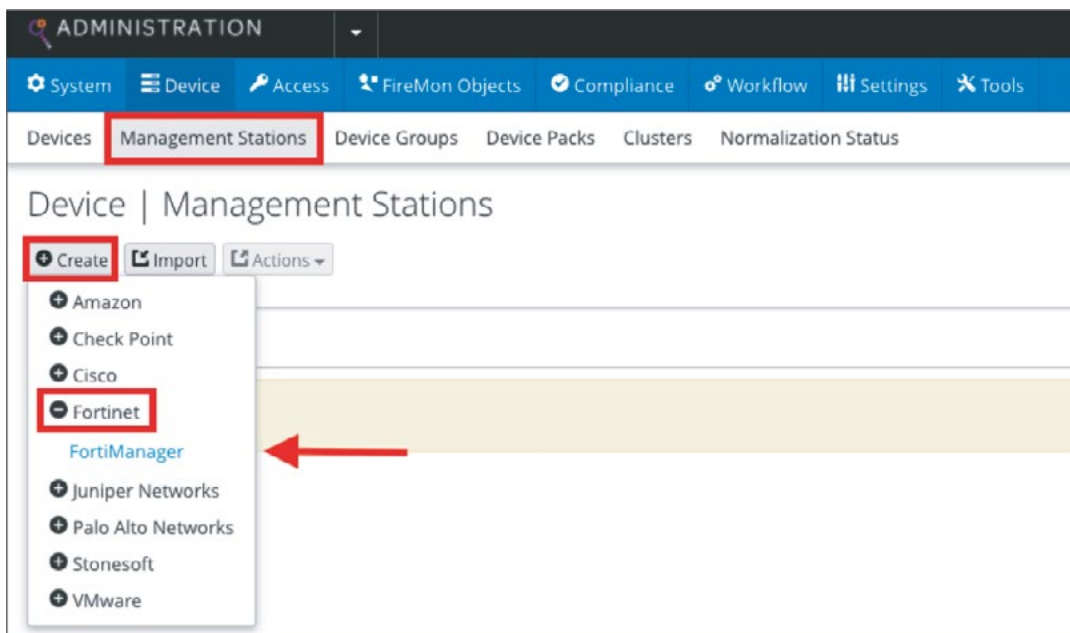 ADMINISTRATION
System Device Access FireMon Objects Compliance Workflow Settings Tools
Devices Management Stations Device Groups Device Packs Clusters Normalization Status
Device | Management Stations
Create Import Actions
Amazon
Check Point
Cisco
Fortinet
FortiManager
Juniper Networks
Palo Alto Networks
Stonesoft
VMware